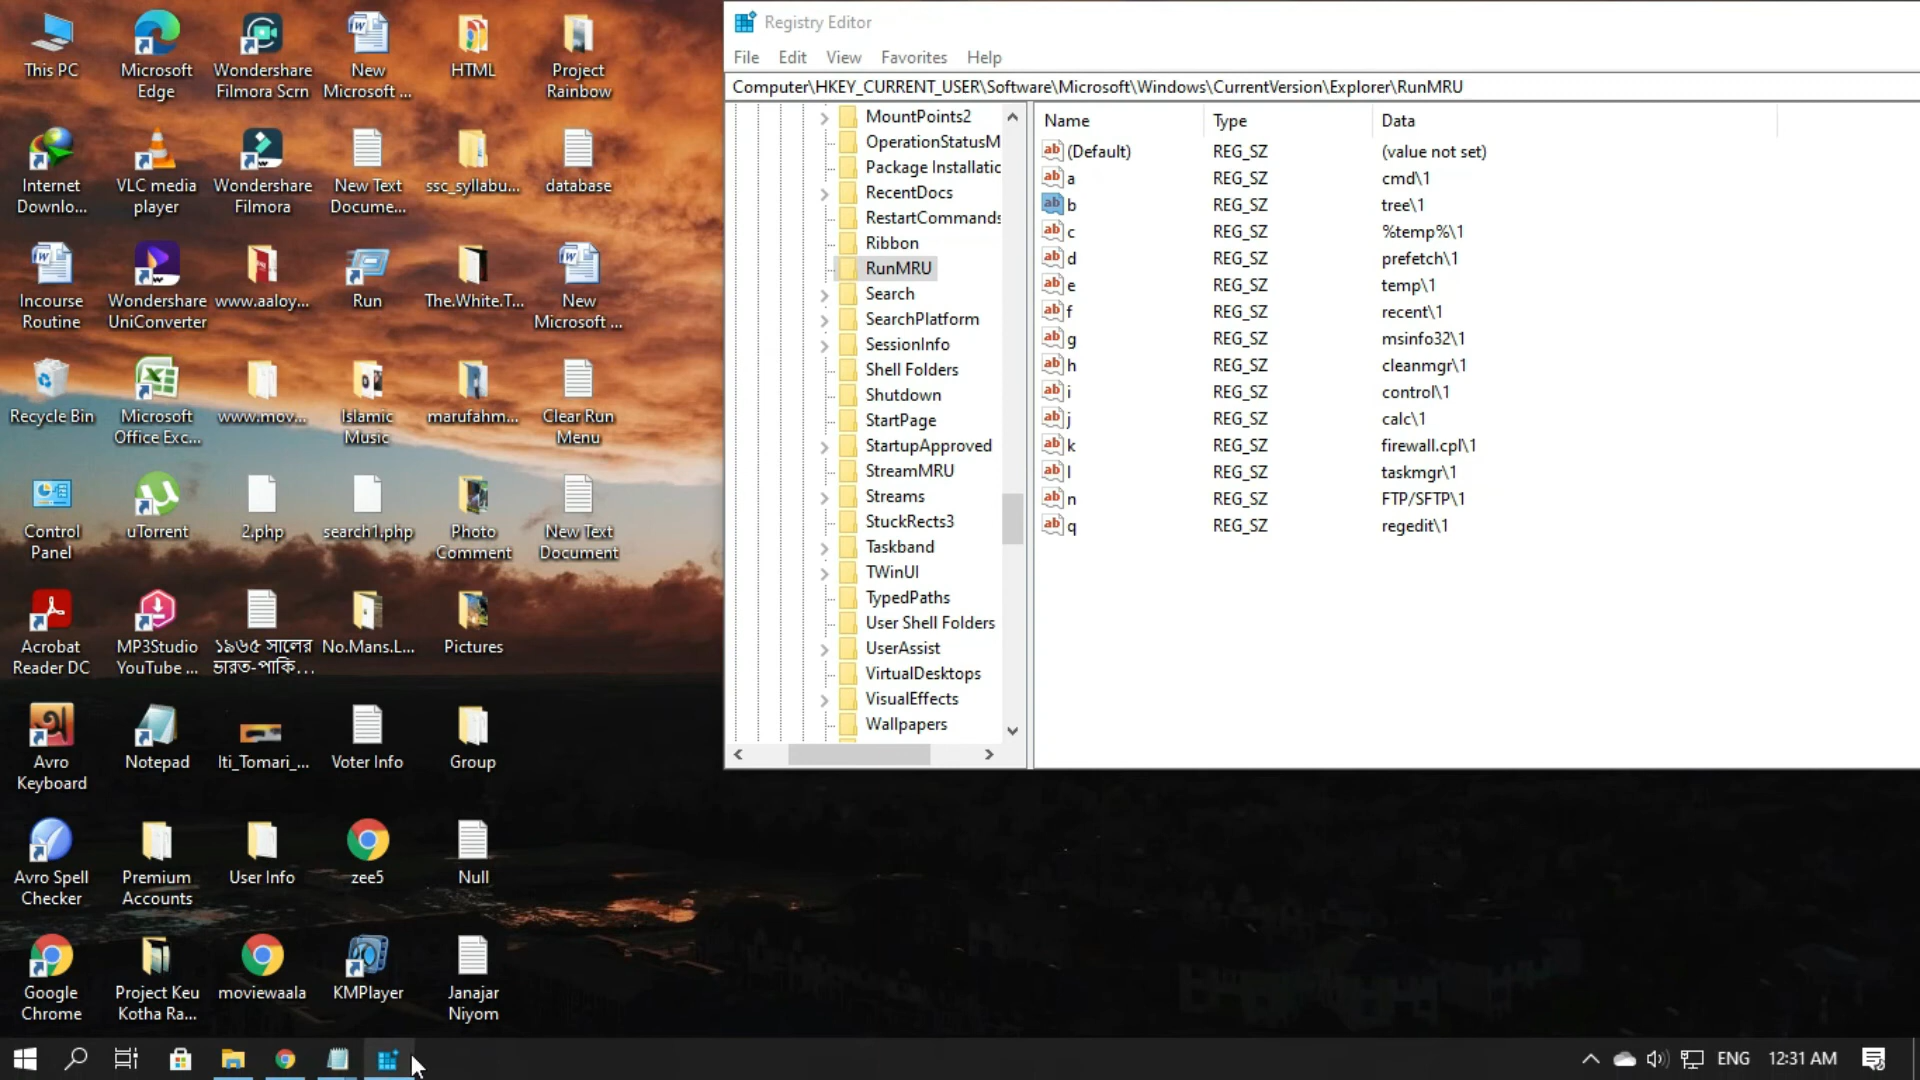 This PC
Microsoft
Edge
Wondershare
Filmora Scrn
New
Microsoft ...
HTML
Project
Rainbow
Internet
Downlo...
VLC media
player
Wondershare
Filmora
New Text
Docume...
ssc_syllabu...
database
Incourse
Routine
Wondershare
UniConverter
www.aaloy...
Run
The.White.T...
New
Microsoft ...
Recycle Bin
Microsoft
Office Exc...
www.mov...
Islamic
Music
marufahm...
Clear Run
Menu
Control
Panel
uTorrent
2.php
search1.php
Photo
Comment
New Text
Document
Acrobat
Reader DC
MP3Studio
YouTube ...
১৯৬৫ সালের
ভারত-পাকি...
No.Mans.L...
Pictures
Avro
Keyboard
Notepad
Iti_Tomari_...
Voter Info
Group
Avro Spell
Checker
Premium
Accounts
User Info
zee5
Null
Google
Chrome
Project Keu
Kotha Ra...
moviewaala
KMPlayer
Janajar
Niyom
Registry Editor
File Edit View Favorites Help
Computer\HKEY_CURRENT_USER\Software\Microsoft\Windows\CurrentVersion\Explorer\RunMRU
MountPoints2
OperationStatusM
Package Installatic
RecentDocs
RestartCommands
Ribbon
RunMRU
Search
SearchPlatform
SessionInfo
Shell Folders
Shutdown
StartPage
StartupApproved
StreamMRU
Streams
StuckRects3
Taskband
TWinUI
TypedPaths
User Shell Folders
UserAssist
VirtualDesktops
VisualEffects
Wallpapers
Name Type Data
(Default) REG_SZ (value not set)
a REG_SZ cmd\1
b REG_SZ tree\1
c REG_SZ %temp%\1
d REG_SZ prefetch\1
e REG_SZ temp\1
f REG_SZ recent\1
g REG_SZ msinfo32\1
h REG_SZ cleanmgr\1
i REG_SZ control\1
j REG_SZ calc\1
k REG_SZ firewall.cpl\1
l REG_SZ taskmgr\1
n REG_SZ FTP/SFTP\1
q REG_SZ regedit\1
ENG 12:31 AM